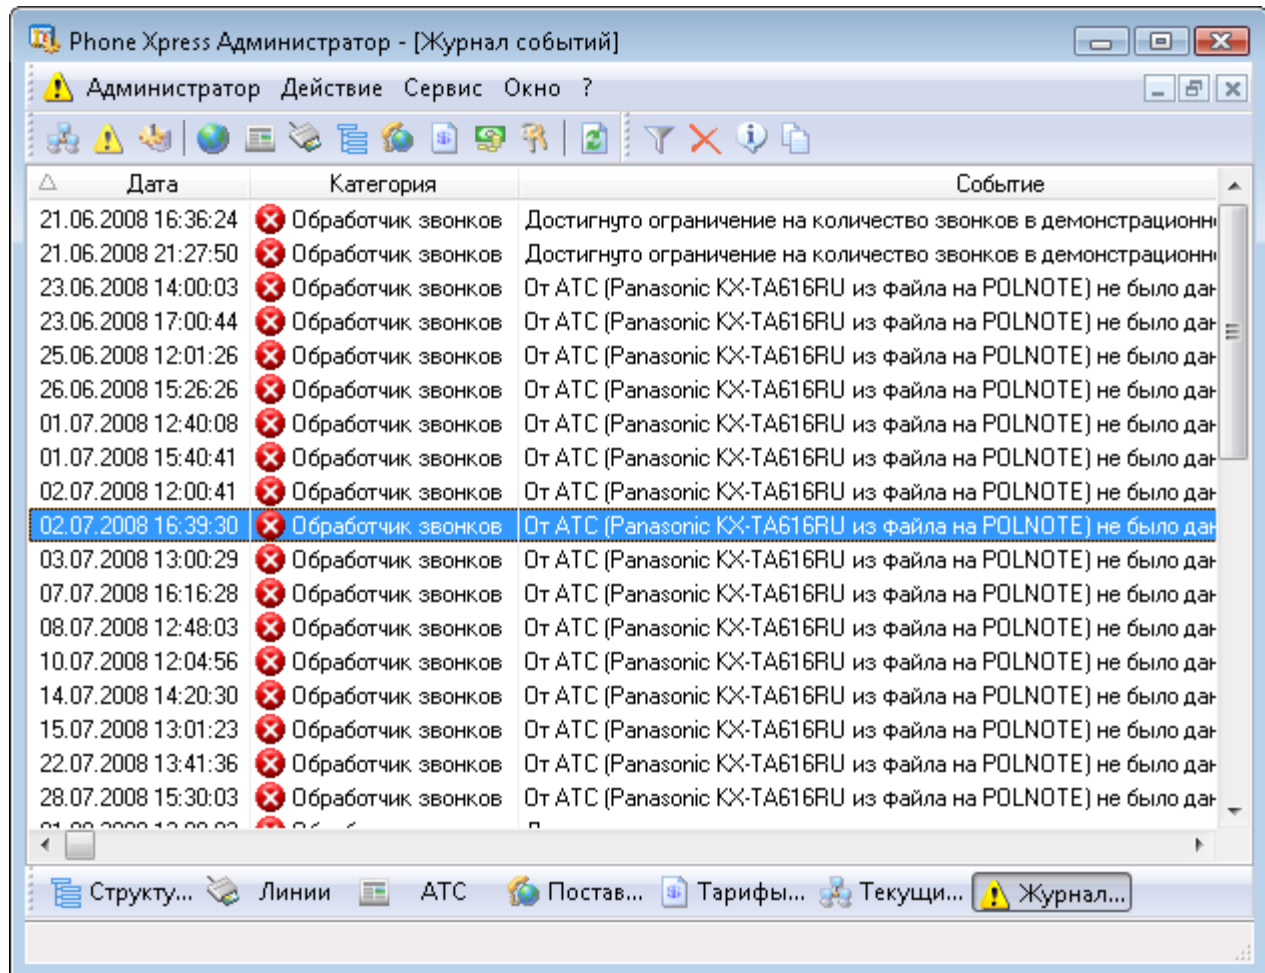 Phone Xpress Администратор - [Журнал событий]
Администратор Действие Сервис Окно ?
Дата Категория Событие
21.06.2008 16:36:24 Обработчик звонков Достигнуто ограничение на количество звонков в демонстрационн
21.06.2008 21:27:50 Обработчик звонков Достигнуто ограничение на количество звонков в демонстрационн
23.06.2008 14:00:03 Обработчик звонков От АТС (Panasonic KX-TA616RU из файла на POLNOTE) не было дан
23.06.2008 17:00:44 Обработчик звонков От АТС (Panasonic KX-TA616RU из файла на POLNOTE) не было дан
25.06.2008 12:01:26 Обработчик звонков От АТС (Panasonic KX-TA616RU из файла на POLNOTE) не было дан
26.06.2008 15:26:26 Обработчик звонков От АТС (Panasonic KX-TA616RU из файла на POLNOTE) не было дан
01.07.2008 12:40:08 Обработчик звонков От АТС (Panasonic KX-TA616RU из файла на POLNOTE) не было дан
01.07.2008 15:40:41 Обработчик звонков От АТС (Panasonic KX-TA616RU из файла на POLNOTE) не было дан
02.07.2008 12:00:41 Обработчик звонков От АТС (Panasonic KX-TA616RU из файла на POLNOTE) не было дан
02.07.2008 16:39:30 Обработчик звонков От АТС (Panasonic KX-TA616RU из файла на POLNOTE) не было дан
03.07.2008 13:00:29 Обработчик звонков От АТС (Panasonic KX-TA616RU из файла на POLNOTE) не было дан
07.07.2008 16:16:28 Обработчик звонков От АТС (Panasonic KX-TA616RU из файла на POLNOTE) не было дан
08.07.2008 12:48:03 Обработчик звонков От АТС (Panasonic KX-TA616RU из файла на POLNOTE) не было дан
10.07.2008 12:04:56 Обработчик звонков От АТС (Panasonic KX-TA616RU из файла на POLNOTE) не было дан
14.07.2008 14:20:30 Обработчик звонков От АТС (Panasonic KX-TA616RU из файла на POLNOTE) не было дан
15.07.2008 13:01:23 Обработчик звонков От АТС (Panasonic KX-TA616RU из файла на POLNOTE) не было дан
22.07.2008 13:41:36 Обработчик звонков От АТС (Panasonic KX-TA616RU из файла на POLNOTE) не было дан
28.07.2008 15:30:03 Обработчик звонков От АТС (Panasonic KX-TA616RU из файла на POLNOTE) не было дан
Структу... Линии АТС Постав... Тарифы... Текущи... Журнал...